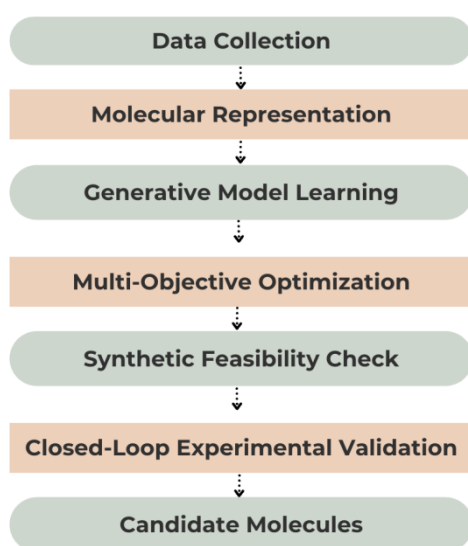 Data Collection
Molecular Representation
Generative Model Learning
Multi-Objective Optimization
Synthetic Feasibility Check
Closed-Loop Experimental Validation
Candidate Molecules